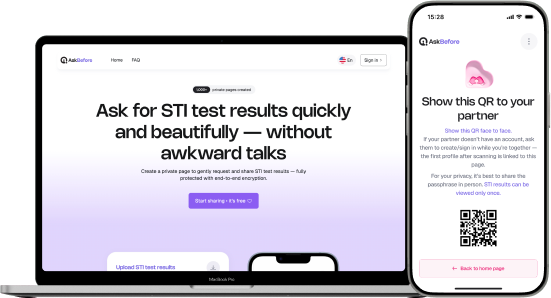 AskBefore
Home
FAQ
En
Sign in
1,000+ private pages created
Ask for STI test results quickly
and beautifully — without
awkward talks
Create a private page to gently request and share STI test results — fully
protected with end-to-end encryption.
Start sharing - it's free
Upload STI test results
MacBook Pro
15:28
AskBefore
Show this QR to your
partner
Show this QR face to face.
If your partner doesn't have an account, ask
them to create/sign in while you're together —
the first profile after scanning is linked to this
page.
For your privacy, it's best to share the
passphrase in person. STI results can be
viewed only once.
← Back to home page